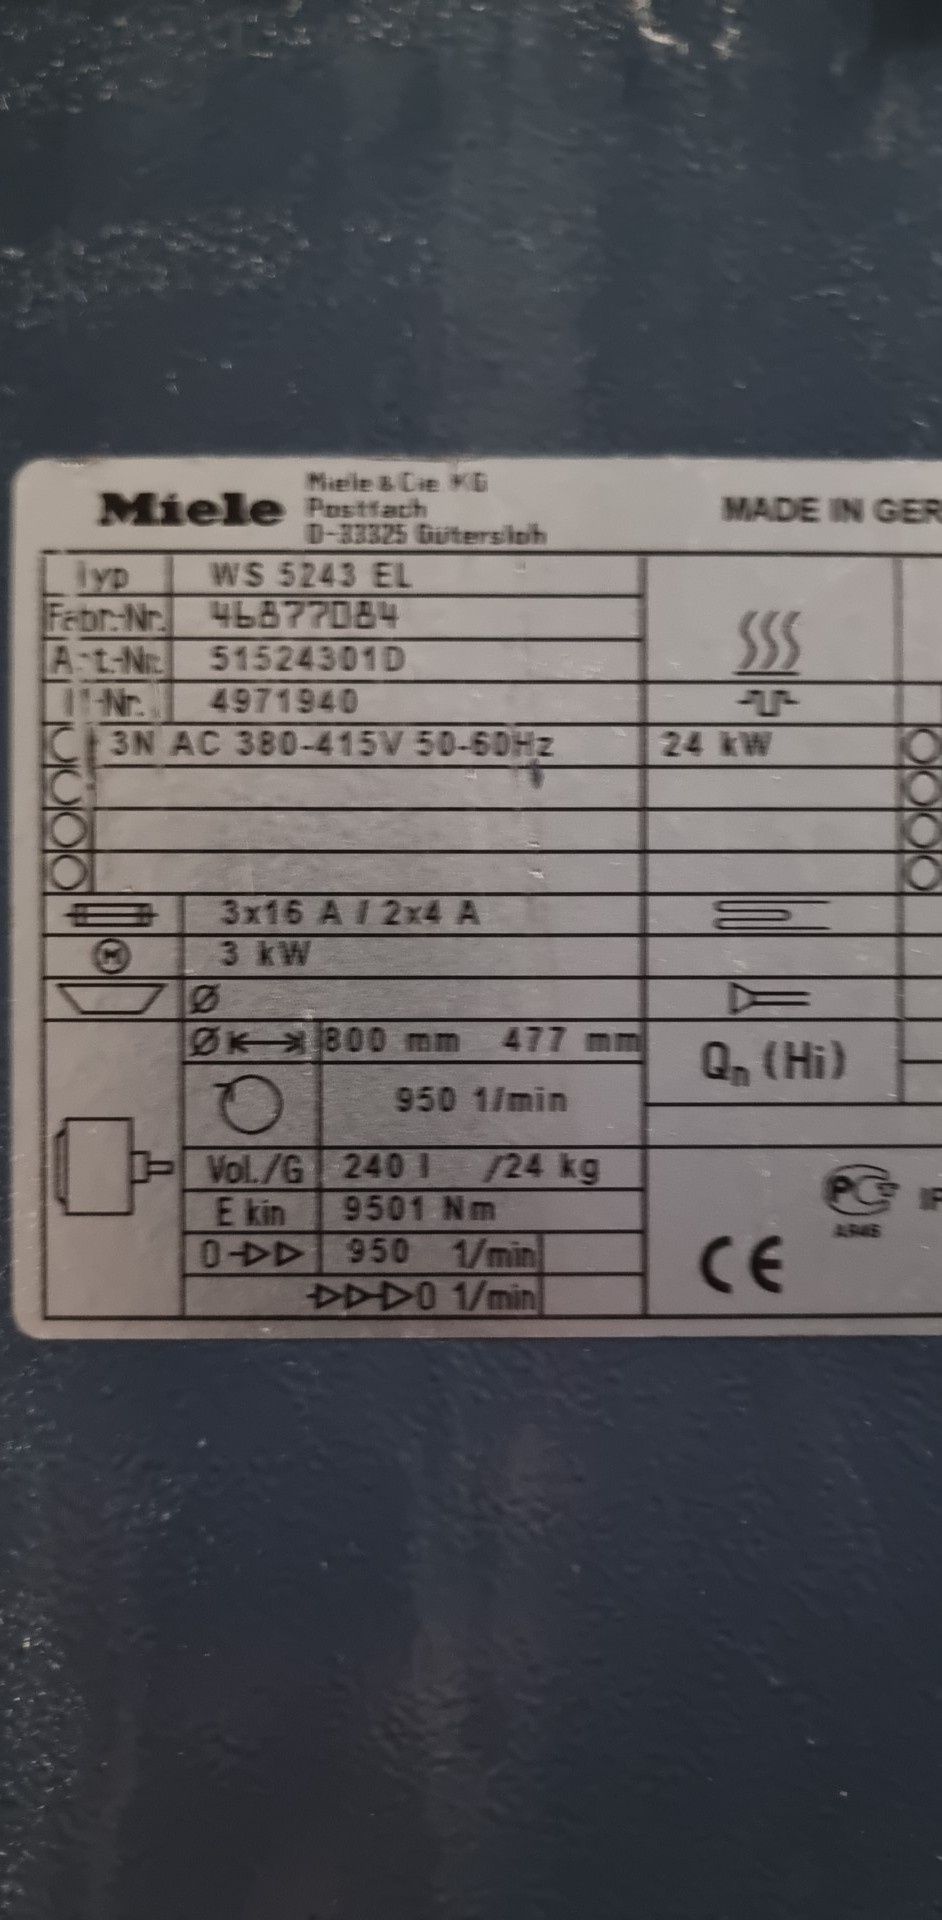 Miele
Miele & Cie. KG
Postfach
D-33325 Gütersloh
MADE IN GER
Typ WS 5243 EL
Fabr.-Nr. 46877084
Art.-Nr. 51524301D
4971940
3N AC 380-415V 50-60Hz 24 kW
3x16 A / 2x4 A
M 3 kW
Ø
Ø 800 mm 477 mm
Qn (Hi)
950 1/min
Vol./G 240 l /24 kg
E kin 9501 Nm
0 950 1/min
0 1/min
CE